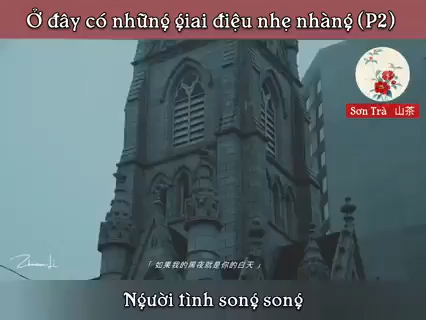 Ở đây có những giai điệu nhẹ nhàng (P2)
Sơn Trà 山茶
「如果我的黑夜就是你的白天」
Người tình song song